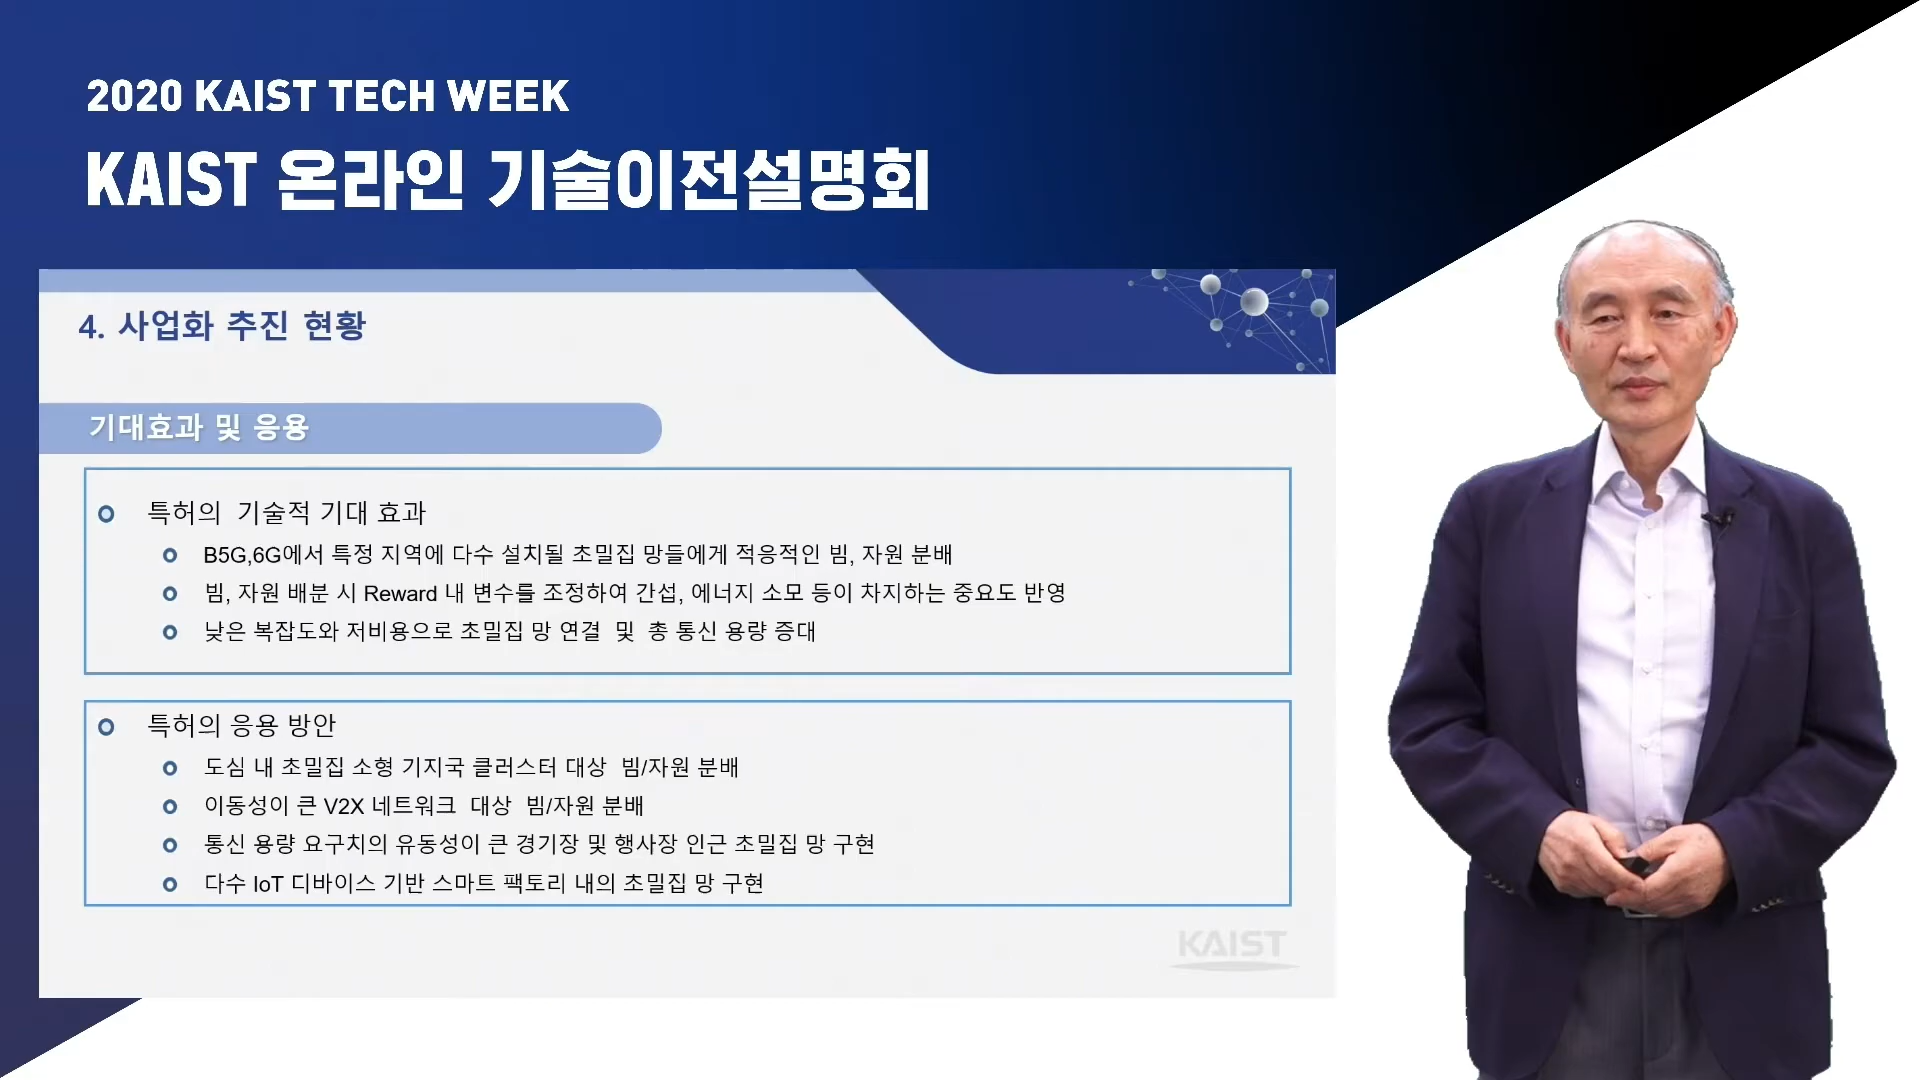 2020 KAIST TECH WEEK
KAIST 온라인 기술이전설명회
4. 사업화 추진 현황
기대효과 및 응용
특허의 기술적 기대 효과
B5G,6G에서 특정 지역에 다수 설치될 초밀집 망들에게 적응적인 빔, 자원 분배
빔, 자원 배분 시 Reward 내 변수를 조정하여 간섭, 에너지 소모 등이 차지하는 중요도 반영
낮은 복잡도와 저비용으로 초밀집 망 연결 및 총 통신 용량 증대
특허의 응용 방안
도심 내 초밀집 소형 기지국 클러스터 대상 빔/자원 분배
이동성이 큰 V2X 네트워크 대상 빔/자원 분배
통신 용량 요구치의 유동성이 큰 경기장 및 행사장 인근 초밀집 망 구현
다수 IoT 디바이스 기반 스마트 팩토리 내의 초밀집 망 구현
KAIST